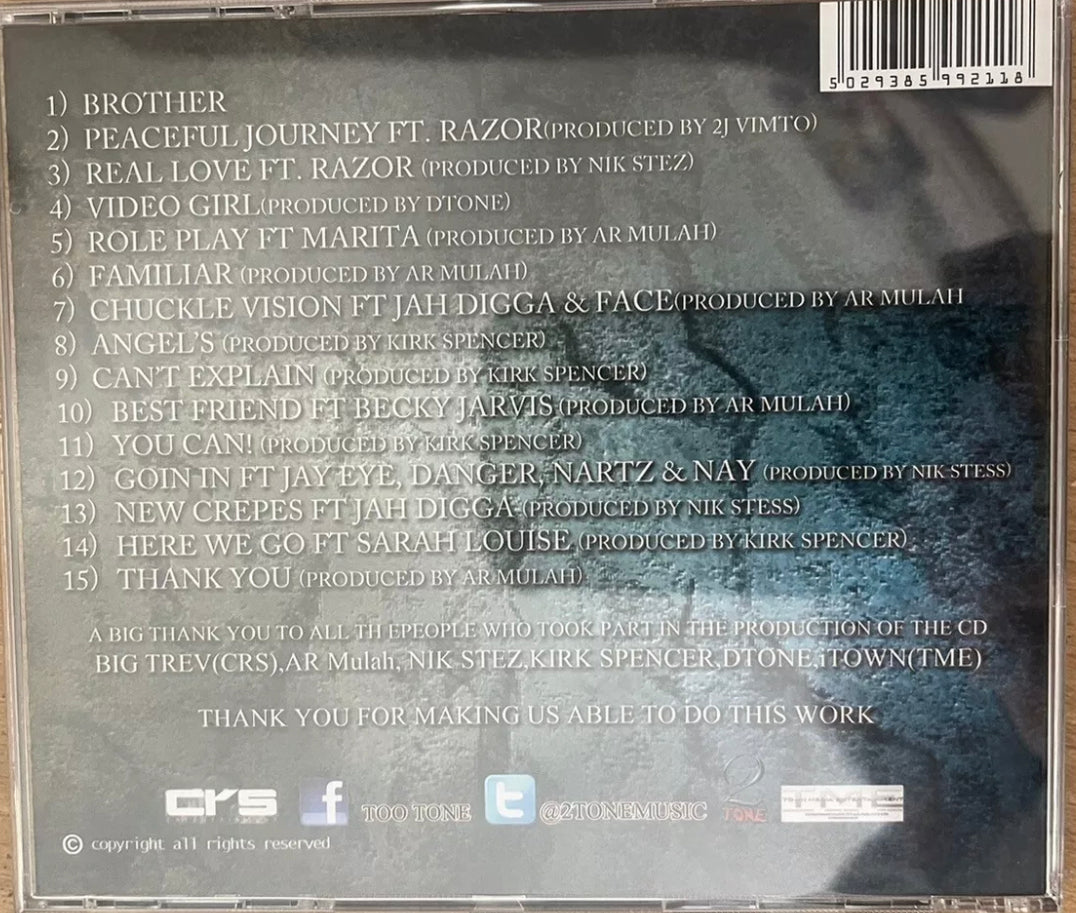 5029385 992118
1) BROTHER
2) PEACEFUL JOURNEY FT. RAZOR(PRODUCED BY 2J VIMTO)
3) REAL LOVE FT. RAZOR (PRODUCED BY NIK STEZ)
4) VIDEO GIRL(PRODUCED BY DTONE)
5) ROLE PLAY FT MARITA (PRODUCED BY AR MULAH)
6) FAMILIAR (PRODUCED BY AR MULAH)
7) CHUCKLE VISION FT JAH DIGGA & FACE(PRODUCED BY AR MULAH
8) ANGEL'S (PRODUCED BY KIRK SPENCER)
9) CAN'T EXPLAIN (PRODUCED BY KIRK SPENCER)
10) BEST FRIEND FT BECKY JARVIS (PRODUCED BY AR MULAH)
11) YOU CAN! (PRODUCED BY KIRK SPENCER)
12) GOIN IN FT JAY EYE, DANGER, NARTZ & NAY (PRODUCED BY NIK STESS)
13) NEW CREPES FT JAH DIGGA (PRODUCED BY NIK STESS)
14) HERE WE GO FT SARAH LOUISE (PRODUCED BY KIRK SPENCER)
15) THANK YOU (PRODUCED BY AR MULAH)
A BIG THANK YOU TO ALL TH EPEOPLE WHO TOOK PART IN THE PRODUCTION OF THE CD
BIG TREV(CRS),AR Mulah, NIK STEZ,KIRK SPENCER,DTONE,iTOWN(TME)
THANK YOU FOR MAKING US ABLE TO DO THIS WORK
crs f TOO TONE t @2TONEMUSIC 2 TONE TME
© copyright all rights reserved